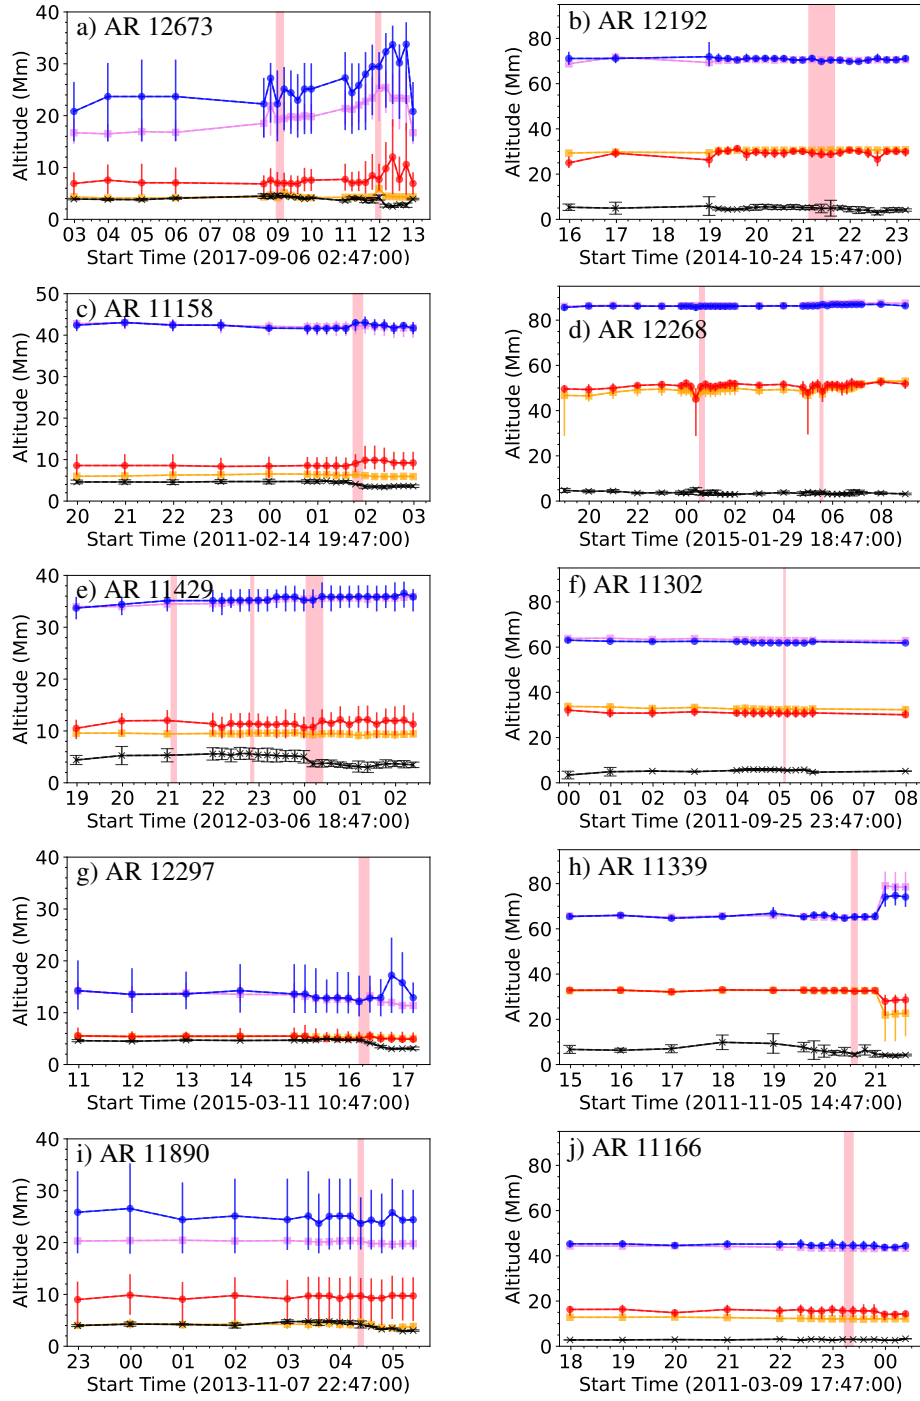 a) AR 12673
Altitude (Mm)
40
30
20
10
0
03 04 05 06 07 08 09 10 11 12 13
Start Time (2017-09-06 02:47:00)
b) AR 12192
Altitude (Mm)
80
60
40
20
0
16 17 18 19 20 21 22 23
Start Time (2014-10-24 15:47:00)
c) AR 11158
Altitude (Mm)
50
40
30
20
10
0
20 21 22 23 00 01 02 03
Start Time (2011-02-14 19:47:00)
d) AR 12268
Altitude (Mm)
80
60
40
20
0
20 22 00 02 04 06 08
Start Time (2015-01-29 18:47:00)
e) AR 11429
Altitude (Mm)
40
30
20
10
0
19 20 21 22 23 00 01 02
Start Time (2012-03-06 18:47:00)
f) AR 11302
Altitude (Mm)
80
60
40
20
0
00 01 02 03 04 05 06 07 08
Start Time (2011-09-25 23:47:00)
g) AR 12297
Altitude (Mm)
40
30
20
10
0
11 12 13 14 15 16 17
Start Time (2015-03-11 10:47:00)
h) AR 11339
Altitude (Mm)
80
60
40
20
0
15 16 17 18 19 20 21
Start Time (2011-11-05 14:47:00)
i) AR 11890
Altitude (Mm)
40
30
20
10
0
23 00 01 02 03 04 05
Start Time (2013-11-07 22:47:00)
j) AR 11166
Altitude (Mm)
80
60
40
20
0
18 19 20 21 22 23 00
Start Time (2011-03-09 17:47:00)